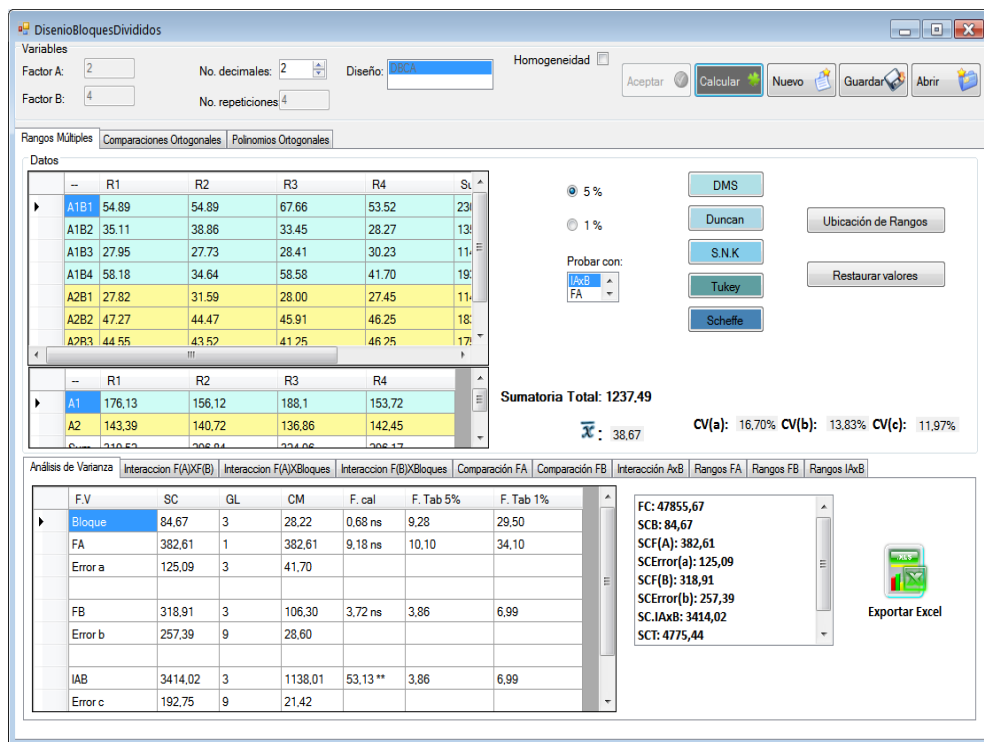 DisenioBloquesDivididos
Variables
Factor A: 2 No. decimales: 2 Diseño: DBCA Homogeneidad
Factor B: 4 No. repeticiones 4
Aceptar Calcular Nuevo Guardar Abrir
Rangos Múltiples Comparaciones Ortogonales Polinomios Ortogonales
Datos
-- R1 R2 R3 R4
A1B1 54.89 54.89 67.66 53.52
A1B2 35.11 38.86 33.45 28.27
A1B3 27.95 27.73 28.41 30.23
A1B4 58.18 34.64 58.58 41.70
A2B1 27.82 31.59 28.00 27.45
A2B2 47.27 44.47 45.91 46.25
A2B3 44.55 43.52 41.25 46.25
5 %
1 %
Probar con:
IAxB
FA
DMS
Duncan
S.N.K
Tukey
Scheffe
Ubicación de Rangos
Restaurar valores
-- R1 R2 R3 R4
A1 176,13 156,12 188,1 153,72
A2 143,39 140,72 136,86 142,45
Sumatoria Total: 1237,49
x : 38,67
CV(a): 16,70% CV(b): 13,83% CV(c): 11,97%
Análisis de Varianza Interaccion F(A)XF(B) Interaccion F(A)XBloques Interaccion F(B)XBloques Comparación FA Comparación FB Interacción AxB Rangos FA Rangos FB Rangos IAxB
F.V SC GL CM F. cal F. Tab 5% F. Tab 1%
Bloque 84,67 3 28,22 0,68 ns 9,28 29,50
FA 382,61 1 382,61 9,18 ns 10,10 34,10
Error a 125,09 3 41,70
FB 318,91 3 106,30 3,72 ns 3,86 6,99
Error b 257,39 9 28,60
IAB 3414,02 3 1138,01 53,13 ** 3,86 6,99
Error c 192,75 9 21,42
FC: 47855,67
SCB: 84,67
SCF(A): 382,61
SCError(a): 125,09
SCF(B): 318,91
SCError(b): 257,39
SC.IAxB: 3414,02
SCT: 4775,44
XLS
Exportar Excel